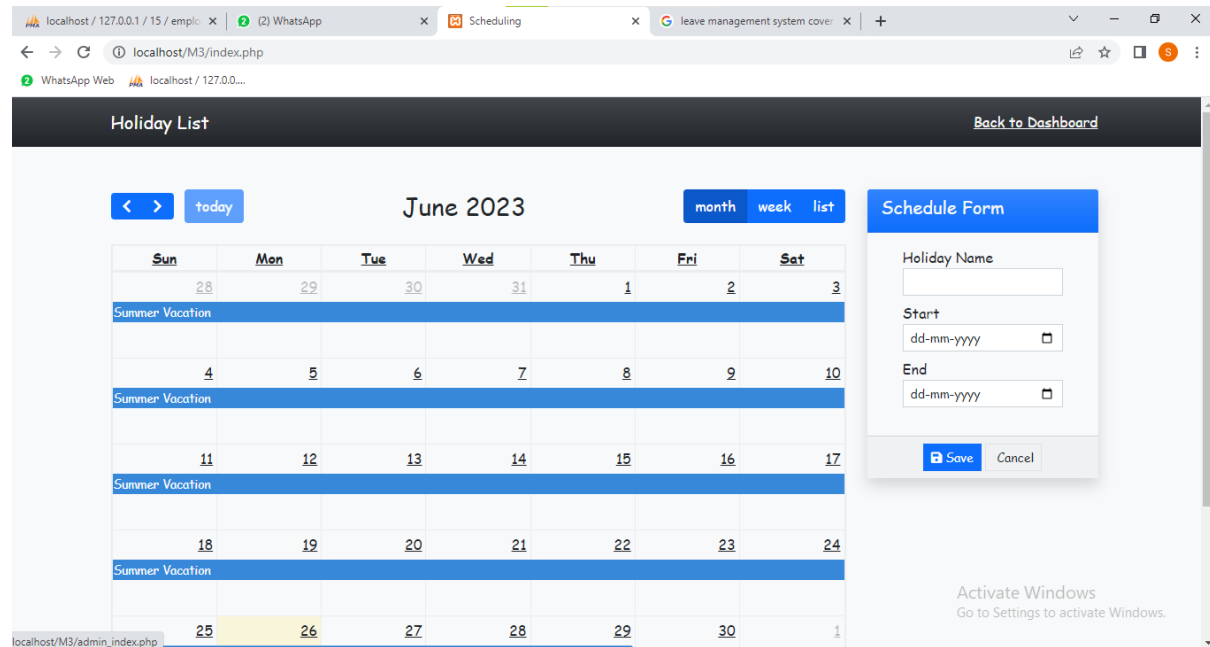 localhost / 127.0.0.1 / 15 / emplo
(2) WhatsApp
Scheduling
leave management system cover
localhost/M3/index.php
S
WhatsApp Web
localhost / 127.0.0....
Holiday List
Back to Dashboard
today
June 2023
month week list
Schedule Form
Sun Mon Tue Wed Thu Fri Sat
28 29 30 31 1 2 3
Summer Vacation
4 5 6 7 8 9 10
Summer Vacation
11 12 13 14 15 16 17
Summer Vacation
18 19 20 21 22 23 24
Summer Vacation
25 26 27 28 29 30 1
Holiday Name
Start
dd-mm-yyyy
End
dd-mm-yyyy
Save Cancel
Activate Windows
Go to Settings to activate Windows.
localhost/M3/admin_index.php